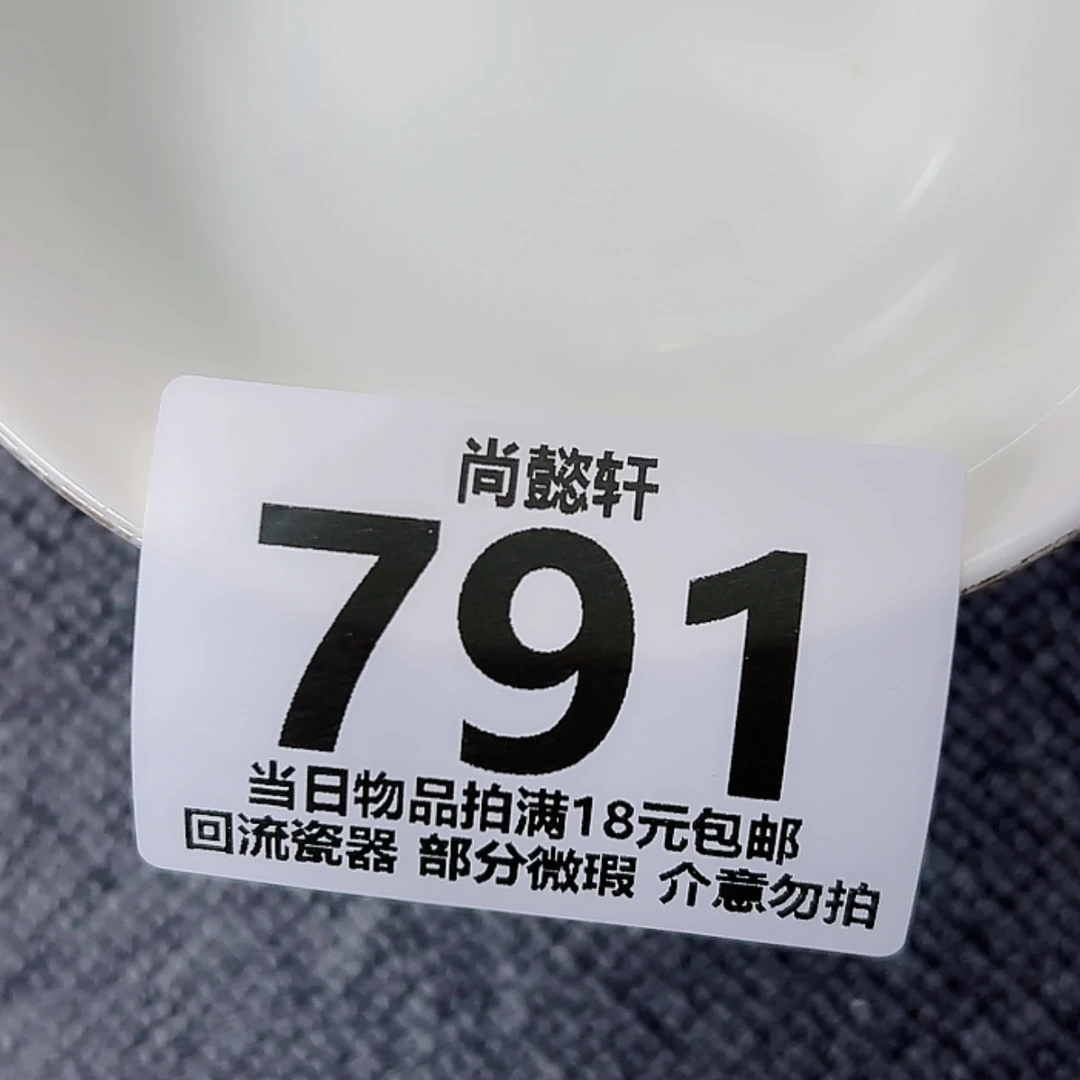 尚懿轩
791
当日物品拍满18元包邮
回流瓷器 部分微瑕 介意勿拍